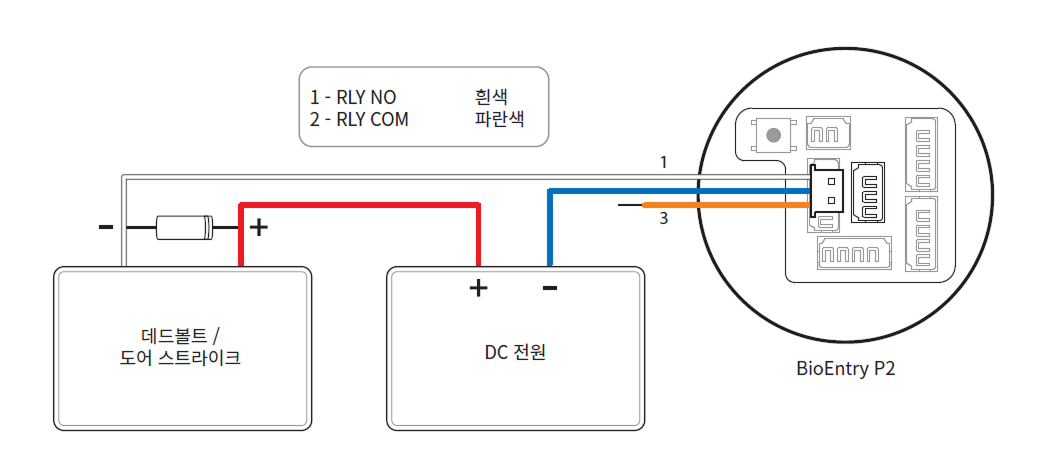 1 - RLY NO 흰색
2 - RLY COM 파란색
1
3
- +
+ -
데드볼트 /
도어 스트라이크
DC 전원
BioEntry P2